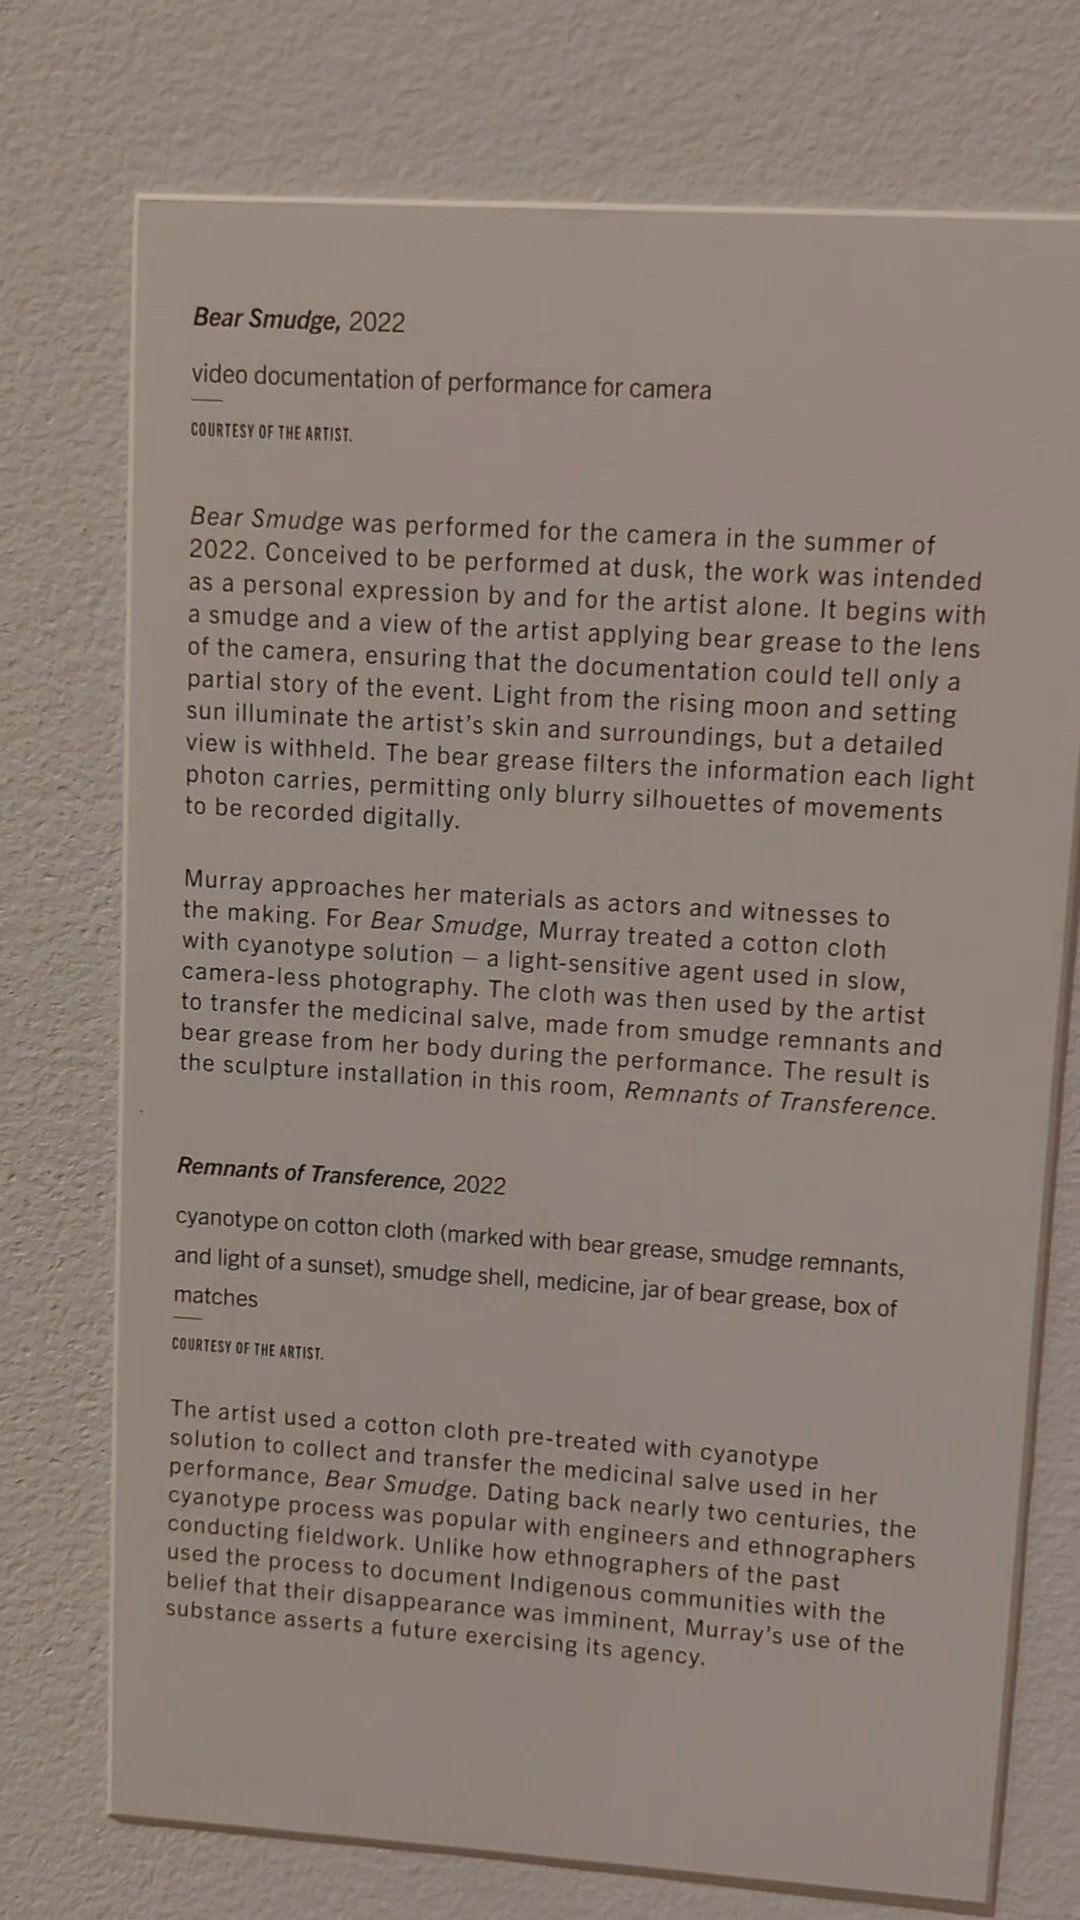 Bear Smudge, 2022
video documentation of performance for camera
COURTESY OF THE ARTIST.
Bear Smudge was performed for the camera in the summer of
2022. Conceived to be performed at dusk, the work was intended
as a personal expression by and for the artist alone. It begins with
a smudge and a view of the artist applying bear grease to the lens
of the camera, ensuring that the documentation could tell only a
partial story of the event. Light from the rising moon and setting
sun illuminate the artist's skin and surroundings, but a detailed
view is withheld. The bear grease filters the information each light
photon carries, permitting only blurry silhouettes of movements
to be recorded digitally.
Murray approaches her materials as actors and witnesses to
the making. For Bear Smudge, Murray treated a cotton cloth
with cyanotype solution – a light-sensitive agent used in slow,
camera-less photography. The cloth was then used by the artist
to transfer the medicinal salve, made from smudge remnants and
bear grease from her body during the performance. The result is
the sculpture installation in this room, Remnants of Transference.
Remnants of Transference, 2022
cyanotype on cotton cloth (marked with bear grease, smudge remnants,
and light of a sunset), smudge shell, medicine, jar of bear grease, box of
matches
COURTESY OF THE ARTIST.
The artist used a cotton cloth pre-treated with cyanotype
solution to collect and transfer the medicinal salve used in her
performance, Bear Smudge. Dating back nearly two centuries, the
cyanotype process was popular with engineers and ethnographers
conducting fieldwork. Unlike how ethnographers of the past
used the process to document Indigenous communities with the
belief that their disappearance was imminent, Murray's use of the
substance asserts a future exercising its agency.